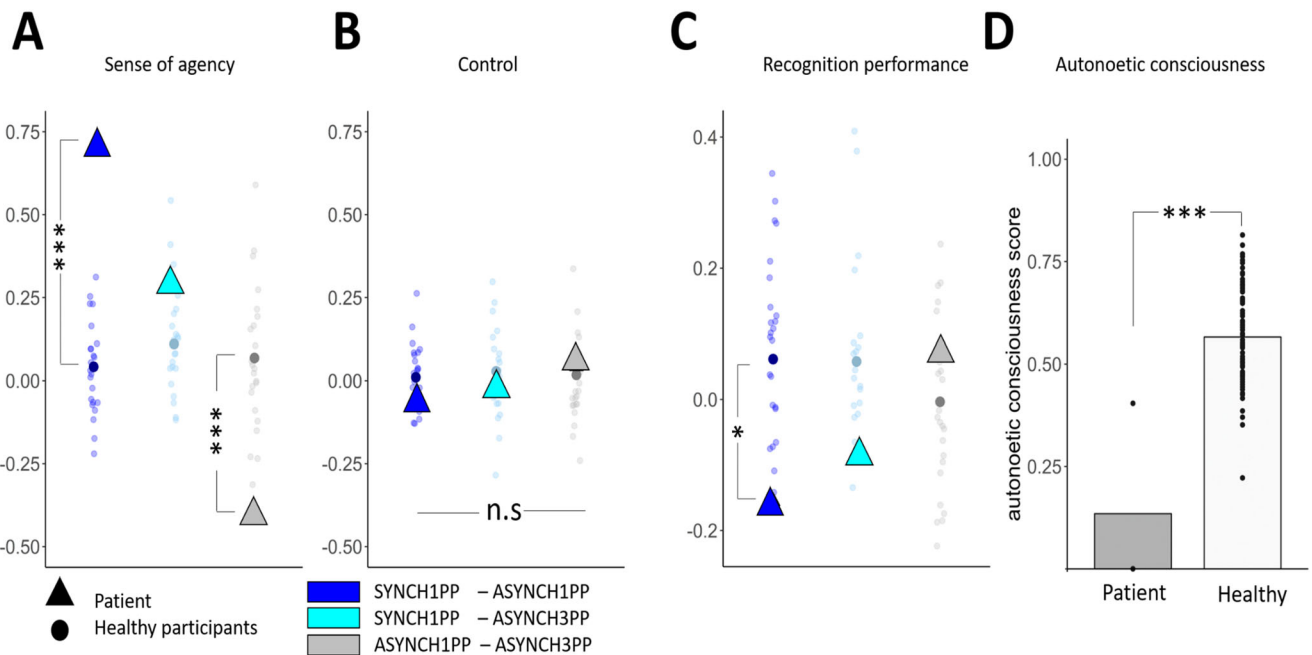 A
B
C
D
Sense of agency
Control
Recognition performance
Autonoetic consciousness
0.75
0.50
0.25
0.00
-0.25
-0.50
***
***
0.75
0.50
0.25
0.00
-0.25
-0.50
n.s
0.4
0.2
0.0
-0.2
*
autonoetic consciousness score
1.00
0.75
0.50
0.25
***
Patient
Healthy
Patient
Healthy participants
SYNCH1PP – ASYNCH1PP
SYNCH1PP – ASYNCH3PP
ASYNCH1PP – ASYNCH3PP